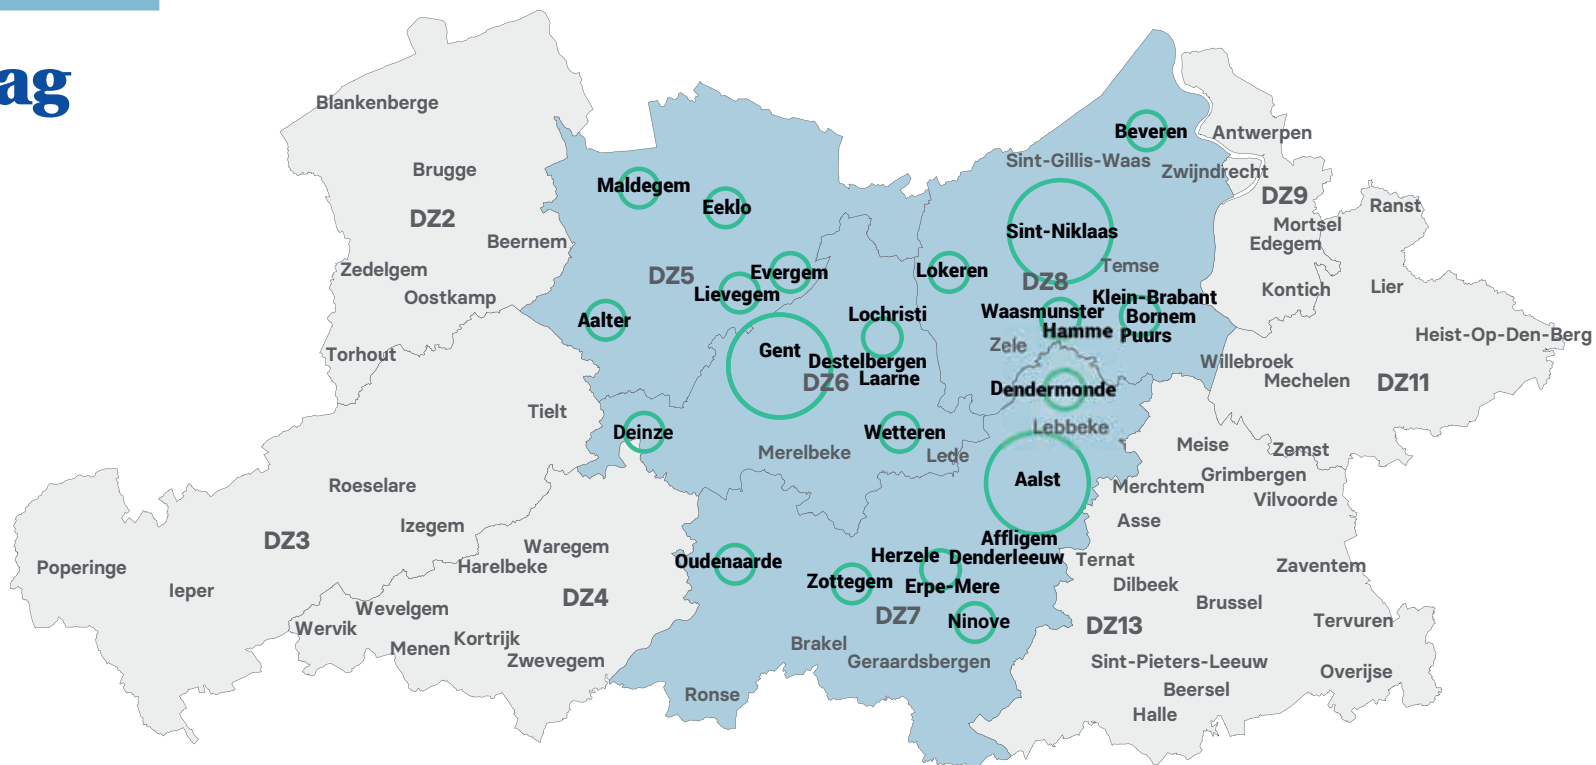 ag
Blankenberge
Brugge
DZ2
Beernem
Zedelgem
Oostkamp
Torhout
Tielt
Roeselare
DZ3
Izegem
Poperinge
Ieper
Waregem
Harelbeke
DZ4
Wevelgem
Wervik
Menen
Kortrijk
Zwevegem
Maldegem
Eeklo
DZ5
Evergem
Lievegem
Aalter
Lochristi
Gent
Destelbergen
DZ6
Laarne
Deinze
Wetteren
Merelbeke
Lede
Beveren
Sint-Gillis-Waas
Sint-Niklaas
Lokeren
Temse
DZ8
Klein-Brabant
Waasmunster
Bornem
Hamme
Puurs
Zele
Dendermonde
Lebbeke
Aalst
Affligem
Herzele
Denderleeuw
Oudenaarde
Zottegem
Erpe-Mere
DZ7
Ninove
Brakel
Geraardsbergen
Ronse
Antwerpen
Zwijndrecht
DZ9
Ranst
Mortsel
Edegem
Kontich
Lier
Heist-Op-Den-Berg
Willebroek
Mechelen
DZ11
Meise
Zemst
Grimbergen
Merchtem
Vilvoorde
Asse
Ternat
Zaventem
Dilbeek
Brussel
DZ13
Tervuren
Sint-Pieters-Leeuw
Overijse
Beersel
Halle